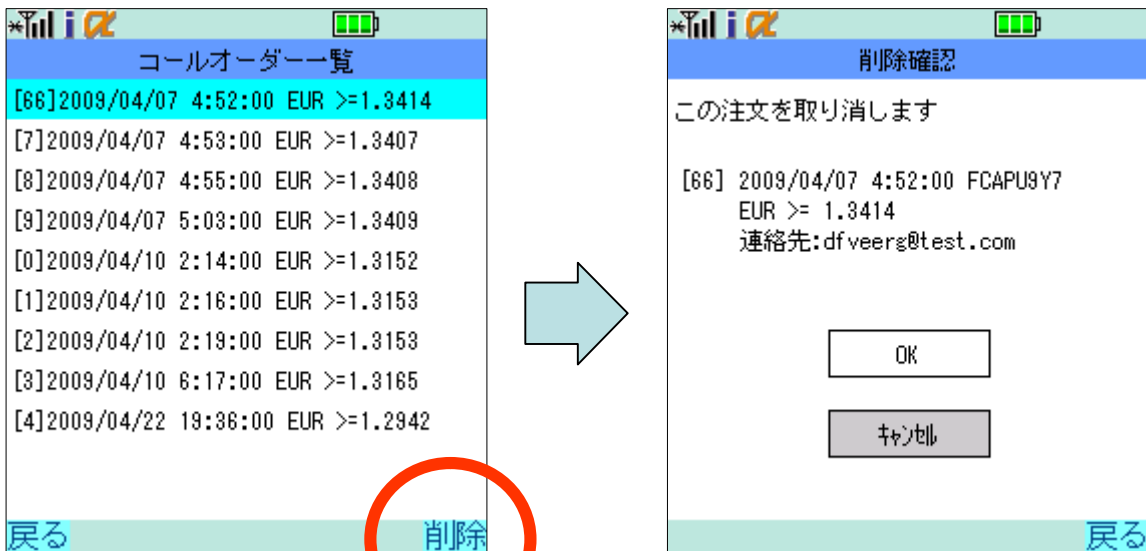 コールオーダー一覧
[66]2009/04/07 4:52:00 EUR >=1.3414
[7]2009/04/07 4:53:00 EUR >=1.3407
[8]2009/04/07 4:55:00 EUR >=1.3408
[9]2009/04/07 5:03:00 EUR >=1.3409
[0]2009/04/10 2:14:00 EUR >=1.3152
[1]2009/04/10 2:16:00 EUR >=1.3153
[2]2009/04/10 2:19:00 EUR >=1.3153
[3]2009/04/10 6:17:00 EUR >=1.3165
[4]2009/04/22 19:36:00 EUR >=1.2942
戻る 削除
削除確認
この注文を取り消します
[66] 2009/04/07 4:52:00 FCAPU9Y7
EUR >= 1.3414
連絡先:dfveerg@test.com
OK
キャンセル
戻る